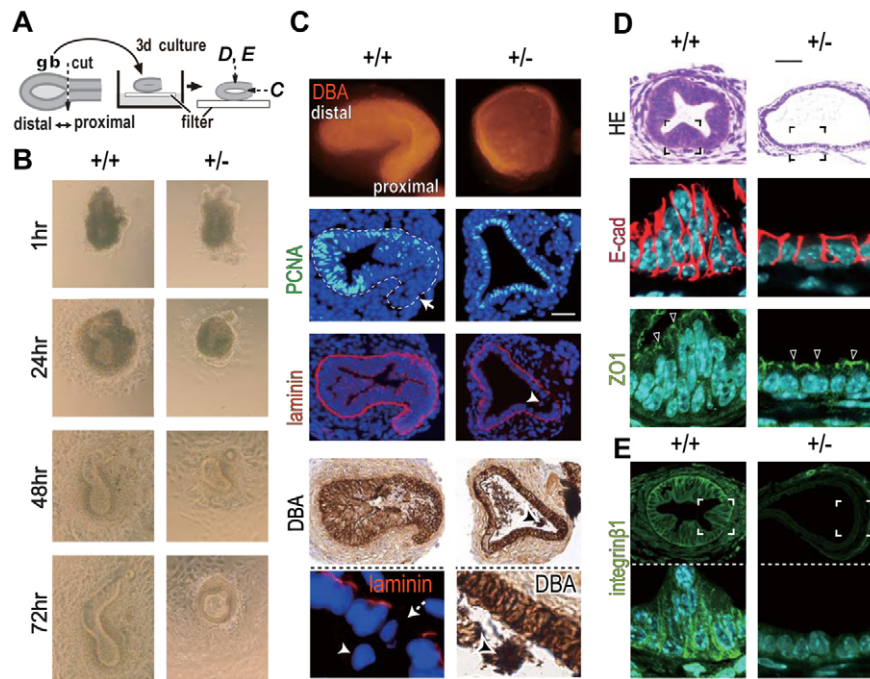 A
gb
cut
3d culture
D, E
C
filter
distal ↔ proximal
B
+/+
+/-
1hr
24hr
48hr
72hr
C
+/+
+/-
DBA
distal
proximal
PCNA
laminin
DBA
laminin
DBA
D
+/+
+/-
HE
E-cad
ZO1
E
+/+
+/-
integrinβ1